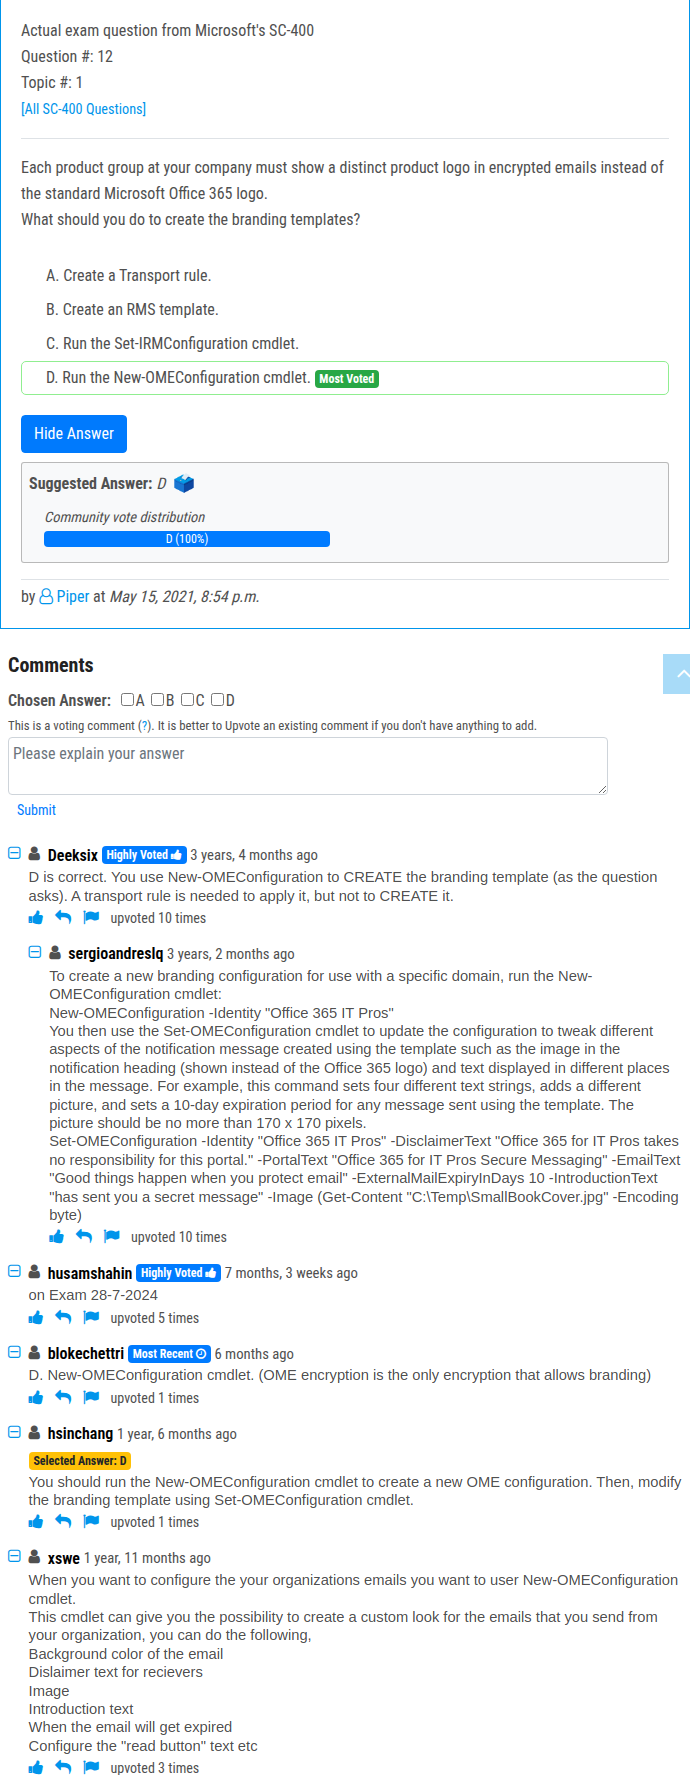 Actual exam question from Microsoft's SC-400
Question #: 12
Topic #: 1
[All SC-400 Questions]
Each product group at your company must show a distinct product logo in encrypted emails instead of
the standard Microsoft Office 365 logo.
What should you do to create the branding templates?
A. Create a Transport rule.
B. Create an RMS template.
C. Run the Set-IRMConfiguration cmdlet.
D. Run the New-OMEConfiguration cmdlet. Most Voted
Hide Answer
Suggested Answer: D
Community vote distribution
D (100%)
by Piper at May 15, 2021, 8:54 p.m.
Comments
Chosen Answer: A B C D
This is a voting comment (?). It is better to Upvote an existing comment if you don't have anything to add.
Please explain your answer
Submit
Deeksix Highly Voted 3 years, 4 months ago
D is correct. You use New-OMEConfiguration to CREATE the branding template (as the question
asks). A transport rule is needed to apply it, but not to CREATE it.
upvoted 10 times
sergioandreslq 3 years, 2 months ago
To create a new branding configuration for use with a specific domain, run the New-
OMEConfiguration cmdlet:
New-OMEConfiguration -Identity "Office 365 IT Pros"
You then use the Set-OMEConfiguration cmdlet to update the configuration to tweak different
aspects of the notification message created using the template such as the image in the
notification heading (shown instead of the Office 365 logo) and text displayed in different places
in the message. For example, this command sets four different text strings, adds a different
picture, and sets a 10-day expiration period for any message sent using the template. The
picture should be no more than 170 x 170 pixels.
Set-OMEConfiguration -Identity "Office 365 IT Pros" -DisclaimerText "Office 365 for IT Pros takes
no responsibility for this portal." -PortalText "Office 365 for IT Pros Secure Messaging" -EmailText
"Good things happen when you protect email" -ExternalMailExpiryInDays 10 -IntroductionText
"has sent you a secret message" -Image (Get-Content "C:\Temp\SmallBookCover.jpg" -Encoding
byte)
upvoted 10 times
husamshahin Highly Voted 7 months, 3 weeks ago
on Exam 28-7-2024
upvoted 5 times
blokechettri Most Recent 6 months ago
D. New-OMEConfiguration cmdlet. (OME encryption is the only encryption that allows branding)
upvoted 1 times
hsinchang 1 year, 6 months ago
Selected Answer: D
You should run the New-OMEConfiguration cmdlet to create a new OME configuration. Then, modify
the branding template using Set-OMEConfiguration cmdlet.
upvoted 1 times
xswe 1 year, 11 months ago
When you want to configure the your organizations emails you want to user New-OMEConfiguration
cmdlet.
This cmdlet can give you the possibility to create a custom look for the emails that you send from
your organization, you can do the following,
Background color of the email
Dislaimer text for recievers
Image
Introduction text
When the email will get expired
Configure the "read button" text etc
upvoted 3 times